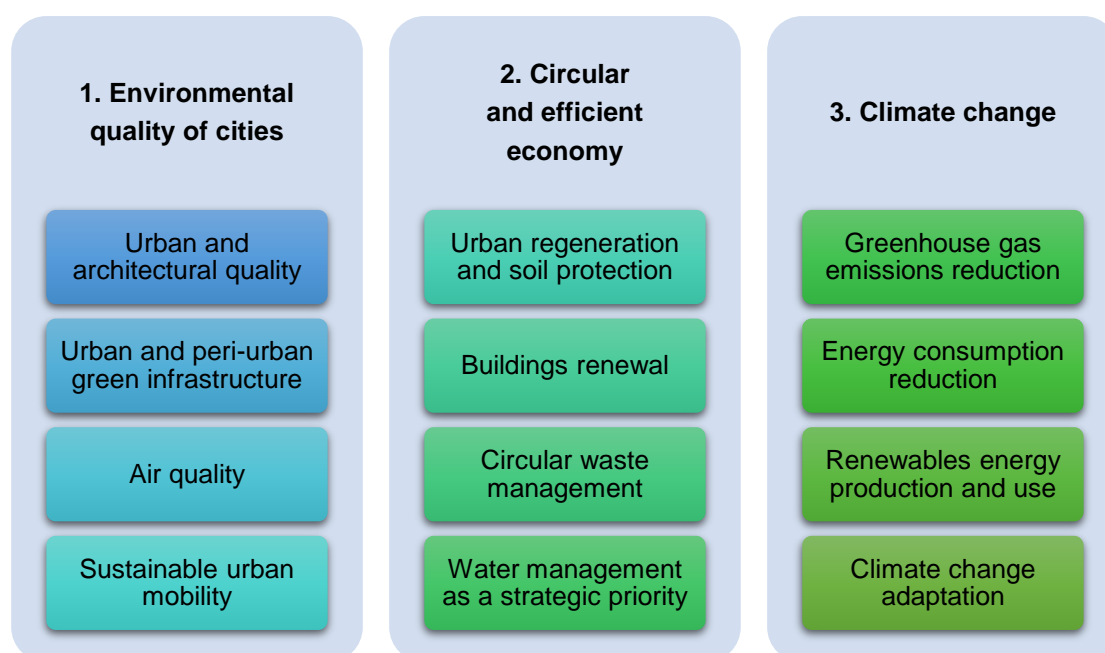 1. Environmental
quality of cities
Urban and
architectural quality
Urban and peri-urban
green infrastructure
Air quality
Sustainable urban
mobility
2. Circular
and efficient
economy
Urban regeneration
and soil protection
Buildings renewal
Circular waste
management
Water management
as a strategic priority
3. Climate change
Greenhouse gas
emissions reduction
Energy consumption
reduction
Renewables energy
production and use
Climate change
adaptation